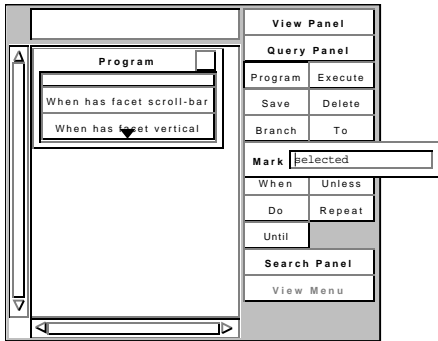 View Panel
Query Panel
Program
Program Execute
When has facet scroll-bar
Save Delete
When has facet vertical
Branch To
Mark selected
When Unless
Do Repeat
Until
Search Panel
View Menu